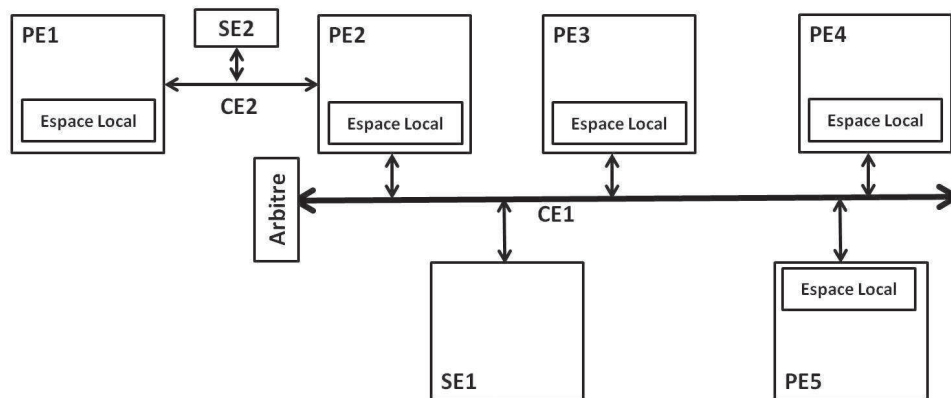 PE1
SE2
PE2
PE3
PE4
CE2
Espace Local
Espace Local
Espace Local
Espace Local
Arbitre
CE1
Espace Local
SE1
PE5